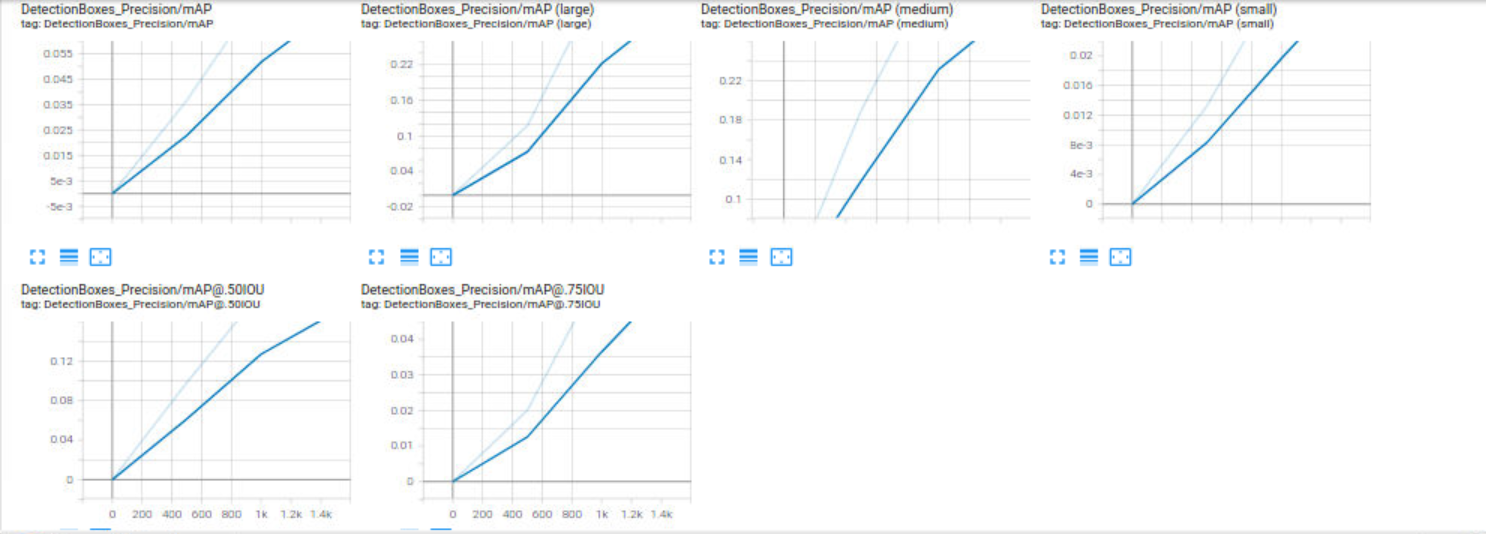 DetectionBoxes_Precision/mAP
tag: DetectionBoxes_Precision/mAP
0.055
0.045
0.035
0.025
0.015
5e-3
-5e-3
DetectionBoxes_Precision/mAP (large)
tag: DetectionBoxes_Precision/mAP (large)
0.22
0.16
0.1
0.04
-0.02
DetectionBoxes_Precision/mAP (medium)
tag: DetectionBoxes_Precision/mAP (medium)
0.22
0.18
0.14
0.1
DetectionBoxes_Precision/mAP (small)
tag: DetectionBoxes_Precision/mAP (small)
0.02
0.016
0.012
8e-3
4e-3
0
DetectionBoxes_Precision/mAP@.50IOU
tag: DetectionBoxes_Precision/mAP@.50IOU
0.12
0.08
0.04
0
0 200 400 600 800 1k 1.2k 1.4k
DetectionBoxes_Precision/mAP@.75IOU
tag: DetectionBoxes_Precision/mAP@.75IOU
0.04
0.03
0.02
0.01
0
0 200 400 600 800 1k 1.2k 1.4k